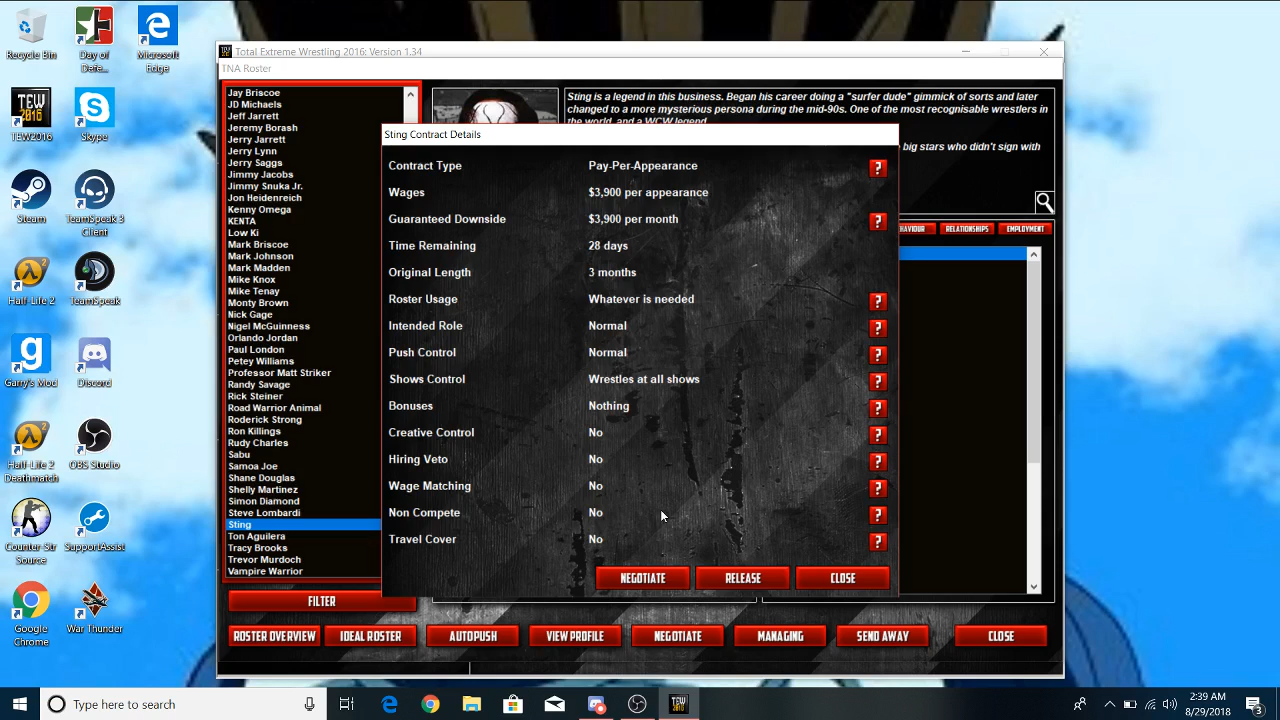 Recycle Bin
Day of
Defe...
Microsoft
Edge
TEW2016
Skype
Steam
TeamSpeak 3
Client
Half-Life 2
TeamSpeak
Garry's Mod
Discord
Half-Life 2
Deathmatch
OBS Studio
Counter-Str
Source
SupportAssist
Google
Chrome
War Thunder
Total Extreme Wrestling 2016: Version 1.34
TNA Roster
Jay Briscoe
JD Michaels
Jeff Jarrett
Jeremy Borash
Jerry Jarrett
Jerry Lynn
Jerry Saggs
Jimmy Jacobs
Jimmy Snuka Jr.
Jon Heidenreich
Kenny Omega
KENTA
Low Ki
Mark Briscoe
Mark Johnson
Mark Madden
Mike Knox
Mike Tenay
Monty Brown
Nick Gage
Nigel McGuinness
Orlando Jordan
Paul London
Petey Williams
Professor Matt Striker
Randy Savage
Rick Steiner
Road Warrior Animal
Roderick Strong
Ron Killings
Rudy Charles
Sabu
Samoa Joe
Shane Douglas
Shelly Martinez
Simon Diamond
Steve Lombardi
Sting
Ton Aguilera
Tracy Brooks
Trevor Murdoch
Vampire Warrior
FILTER
Sting is a legend in this business. Began his career doing a "surfer dude" gimmick of sorts and later
changed to a more mysterious persona during the mid-90s. One of the most recognisable wrestlers in
the world, and a WCW legend.
big stars who didn't sign with
HAVIOUR RELATIONSHIPS EMPLOYMENT
Sting Contract Details
Contract Type Pay-Per-Appearance ?
Wages $3,900 per appearance
Guaranteed Downside $3,900 per month ?
Time Remaining 28 days
Original Length 3 months
Roster Usage Whatever is needed ?
Intended Role Normal ?
Push Control Normal ?
Shows Control Wrestles at all shows ?
Bonuses Nothing ?
Creative Control No ?
Hiring Veto No ?
Wage Matching No ?
Non Compete No ?
Travel Cover No ?
NEGOTIATE RELEASE CLOSE
ROSTER OVERVIEW IDEAL ROSTER AUTOPUSH VIEW PROFILE NEGOTIATE MANAGING SEND AWAY CLOSE
Type here to search
2:39 AM
8/29/2018
3